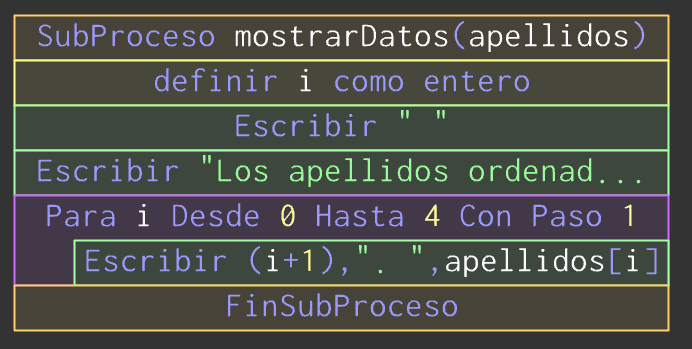 SubProceso mostrarDatos(apellidos)
definir i como entero
Escribir " "
Escribir "Los apellidos ordenad...
Para i Desde 0 Hasta 4 Con Paso 1
Escribir (i+1),". ",apellidos[i]
FinSubProceso